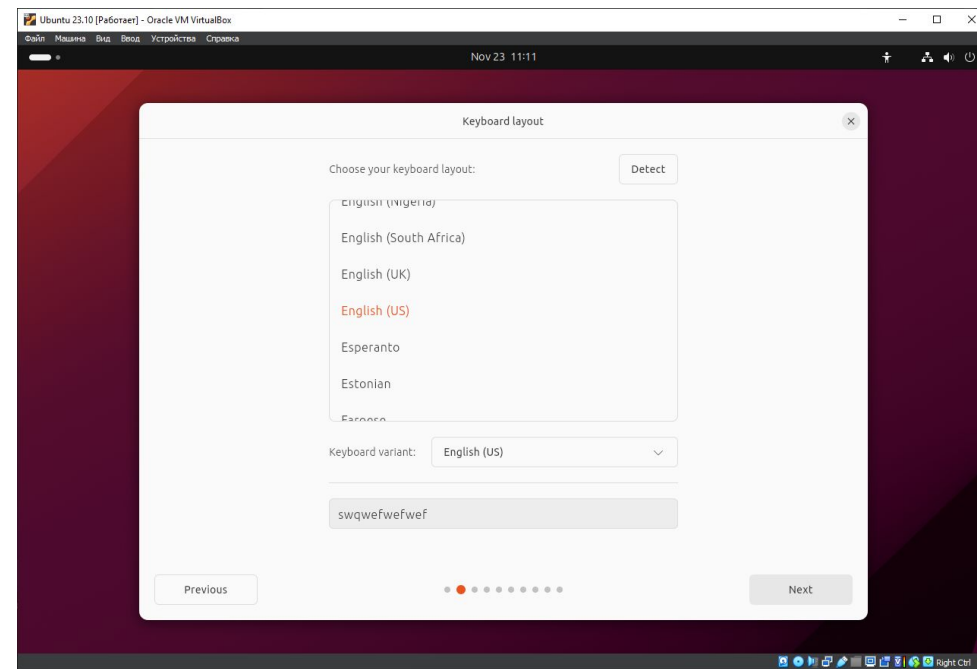 Ubuntu 23.10 [Работает] - Oracle VM VirtualBox
Файл Машина Вид Ввод Устройства Справка
Nov 23 11:11
Keyboard layout
Choose your keyboard layout:
Detect
English (Nigeria)
English (South Africa)
English (UK)
English (US)
Esperanto
Estonian
Faroese
Keyboard variant: English (US)
swqwefwefwef
Previous
Next
Right Ctrl